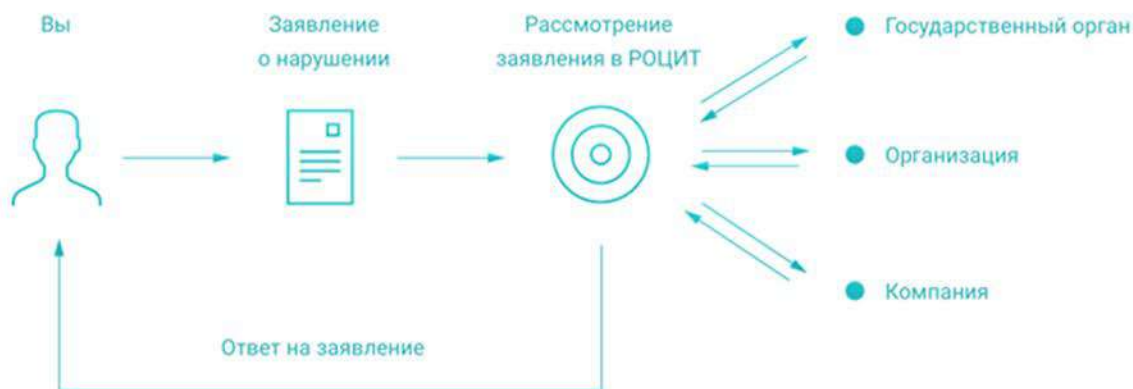 Вы
Заявление
о нарушении
Рассмотрение
заявления в РОЦИТ
Государственный орган
Организация
Компания
Ответ на заявление